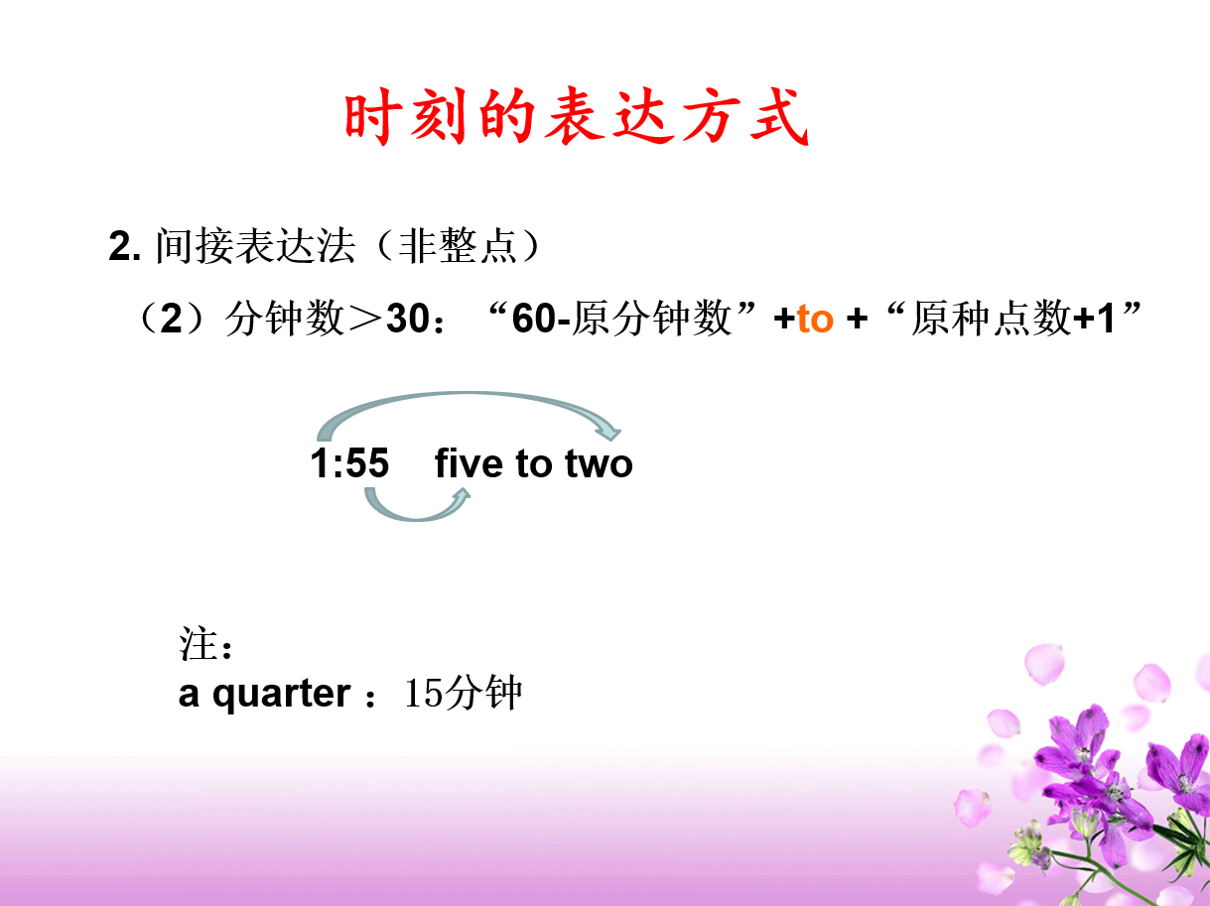 时刻的表达方式
2. 间接表达法（非整点）
（2）分钟数＞30：“60-原分钟数”+to +“原种点数+1”
1:55 five to two
注：
a quarter ：15分钟